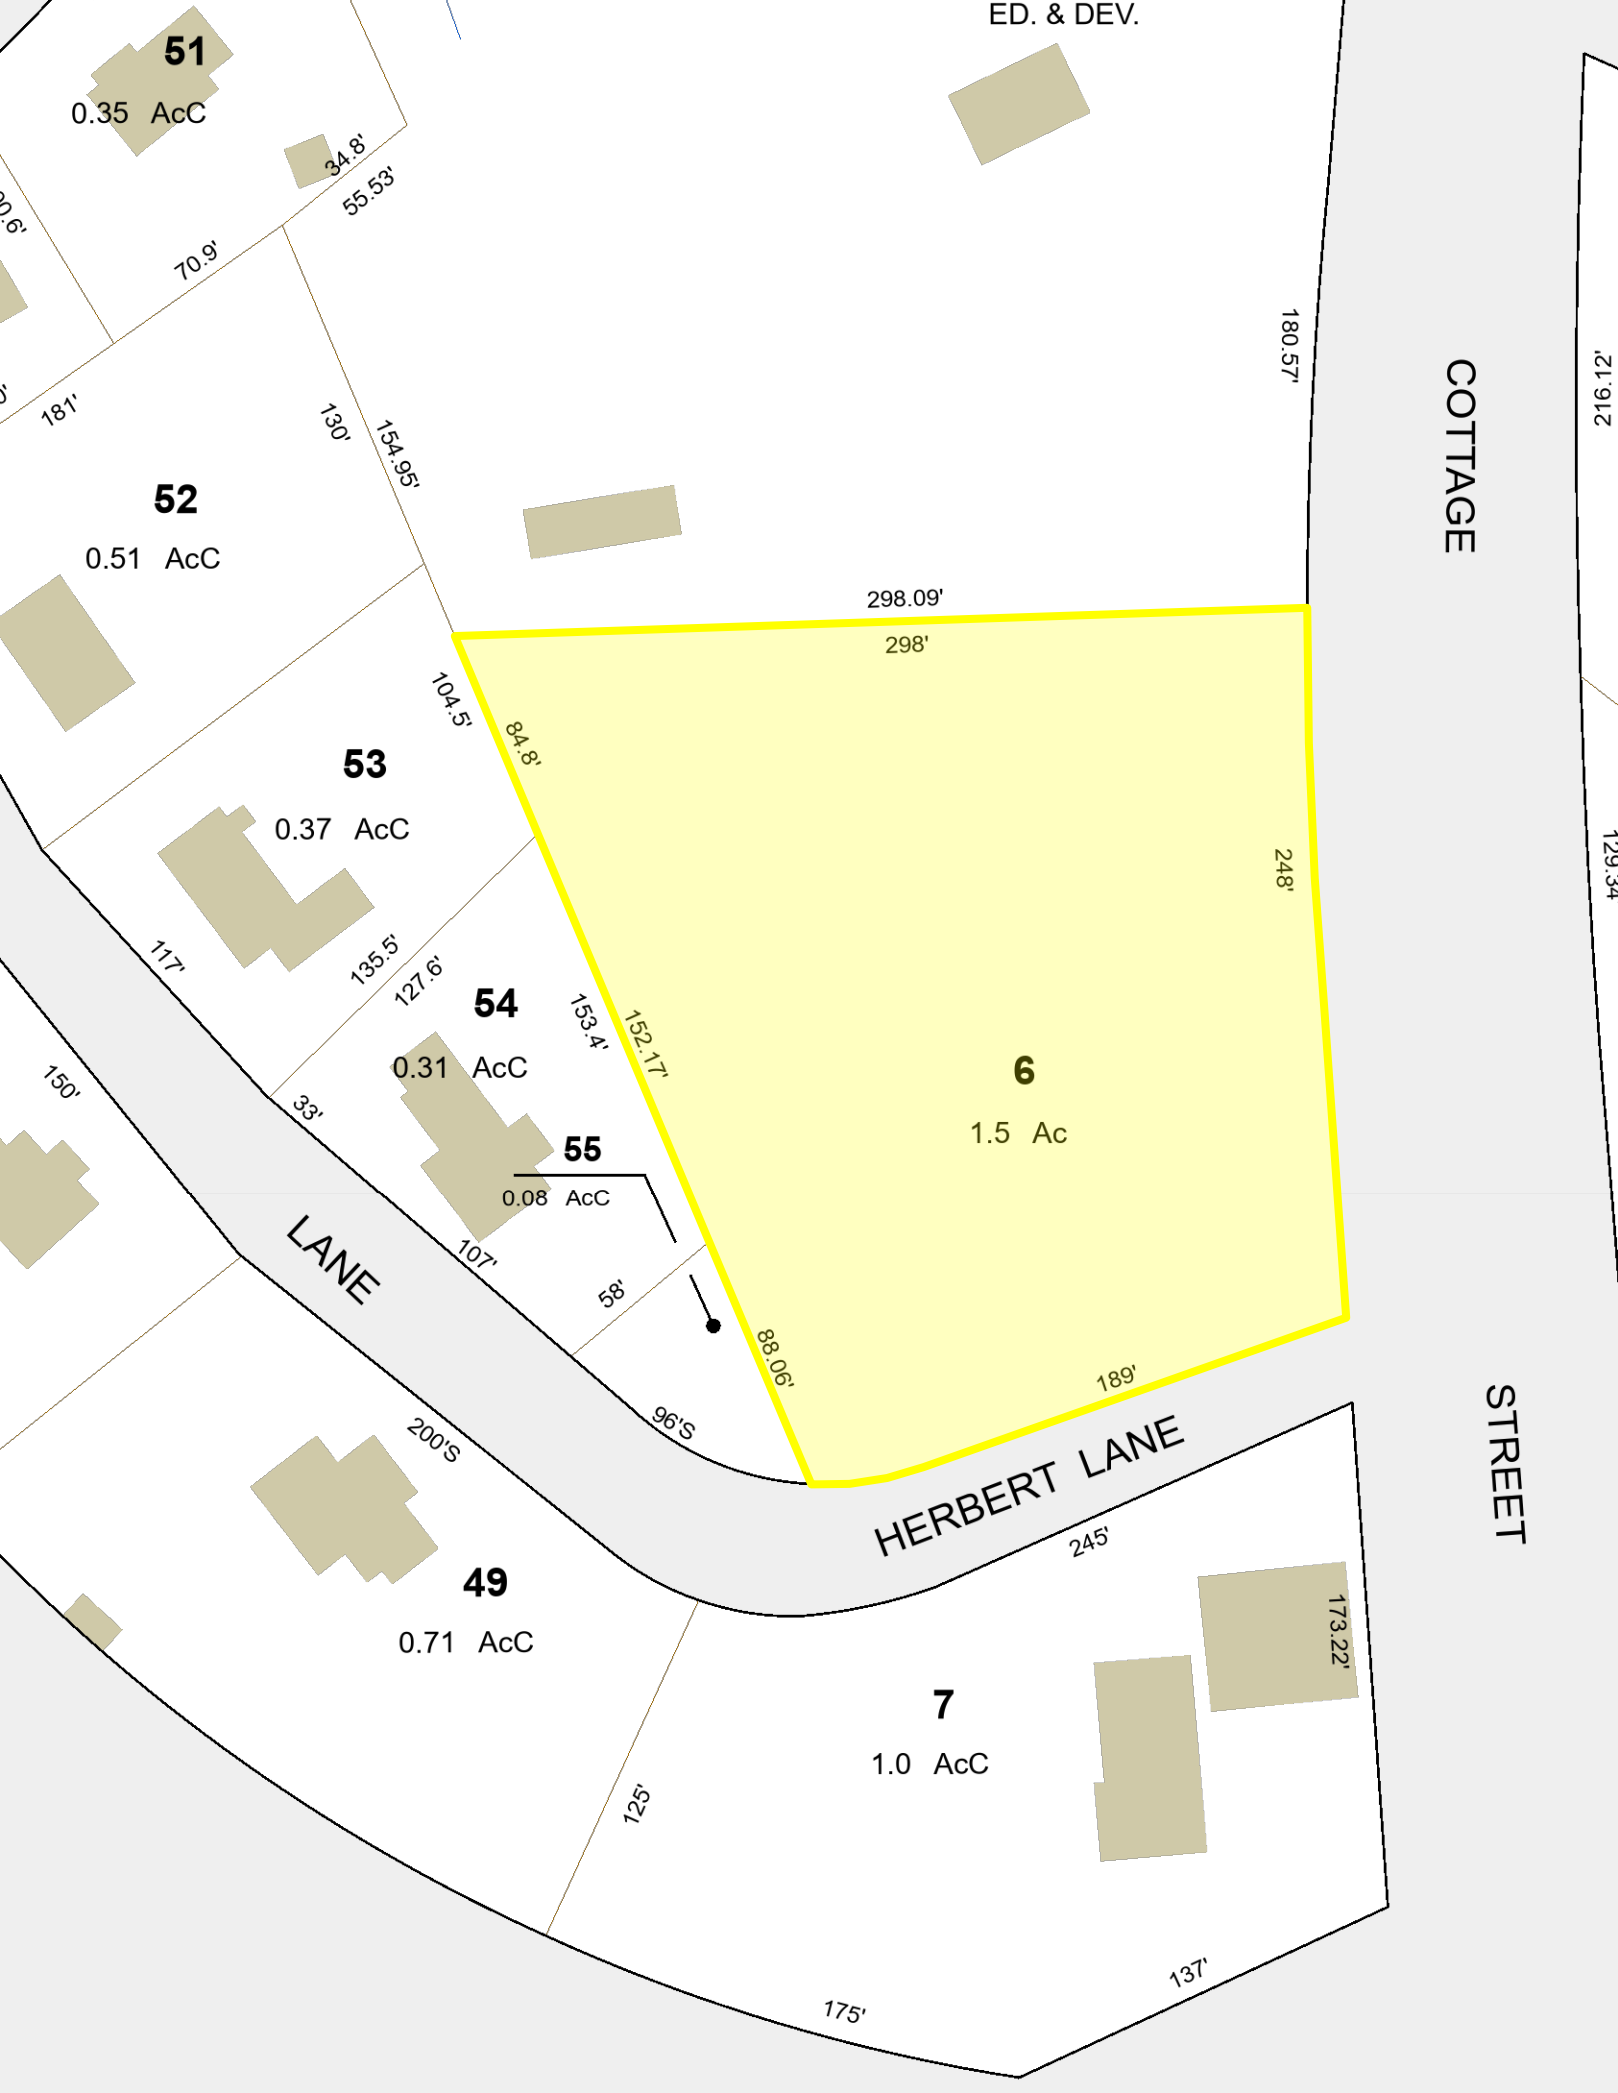 ED. & DEV.
51
0.35 AcC
34.8'
55.53'
70.9'
181'
180.57'
COTTAGE
216.12'
130'
154.95'
52
0.51 AcC
298.09'
298'
104.5'
84.8'
53
0.37 AcC
248'
117'
135.5'
127.6'
54
0.31 AcC
153.4'
152.17'
6
1.5 Ac
150'
33'
55
0.08 AcC
LANE
107'
58'
88.06'
189'
96'S
200'S
HERBERT LANE
STREET
245'
49
0.71 AcC
173.22'
7
1.0 AcC
125'
137'
175'